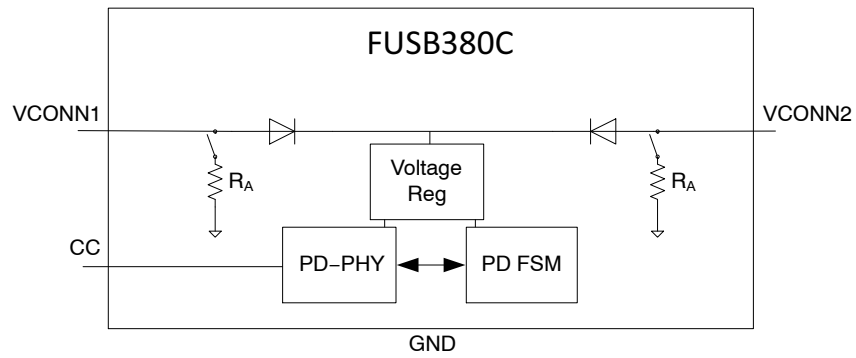 FUSB380C
VCONN1
VCONN2
Voltage
Reg
RA
RA
CC
PD−PHY
PD FSM
GND